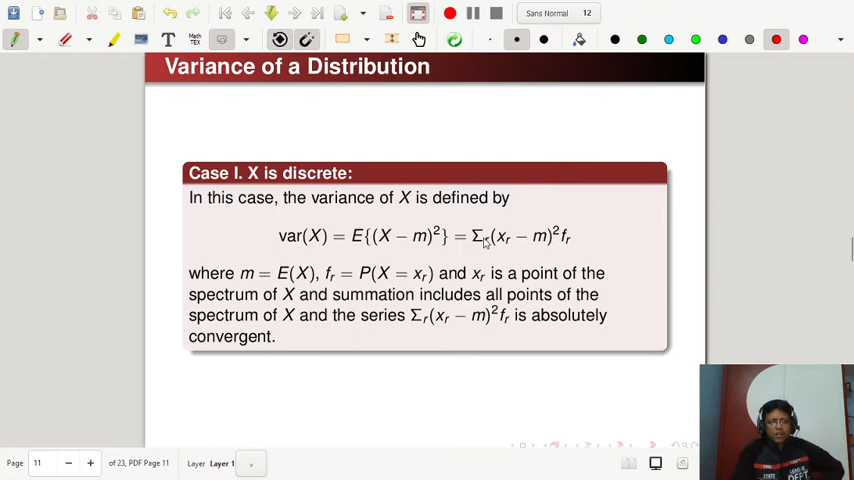 Sans Normal 12
T Math TEX
Variance of a Distribution
Case I. X is discrete:
In this case, the variance of X is defined by
var(X) = E{(X − m)²} = Σᵣ(xᵣ − m)²fᵣ
where m = E(X), fᵣ = P(X = xᵣ) and xᵣ is a point of the
spectrum of X and summation includes all points of the
spectrum of X and the series Σᵣ(xᵣ − m)²fᵣ is absolutely
convergent.
Page 11 of 23, PDF Page 11 Layer Layer 1